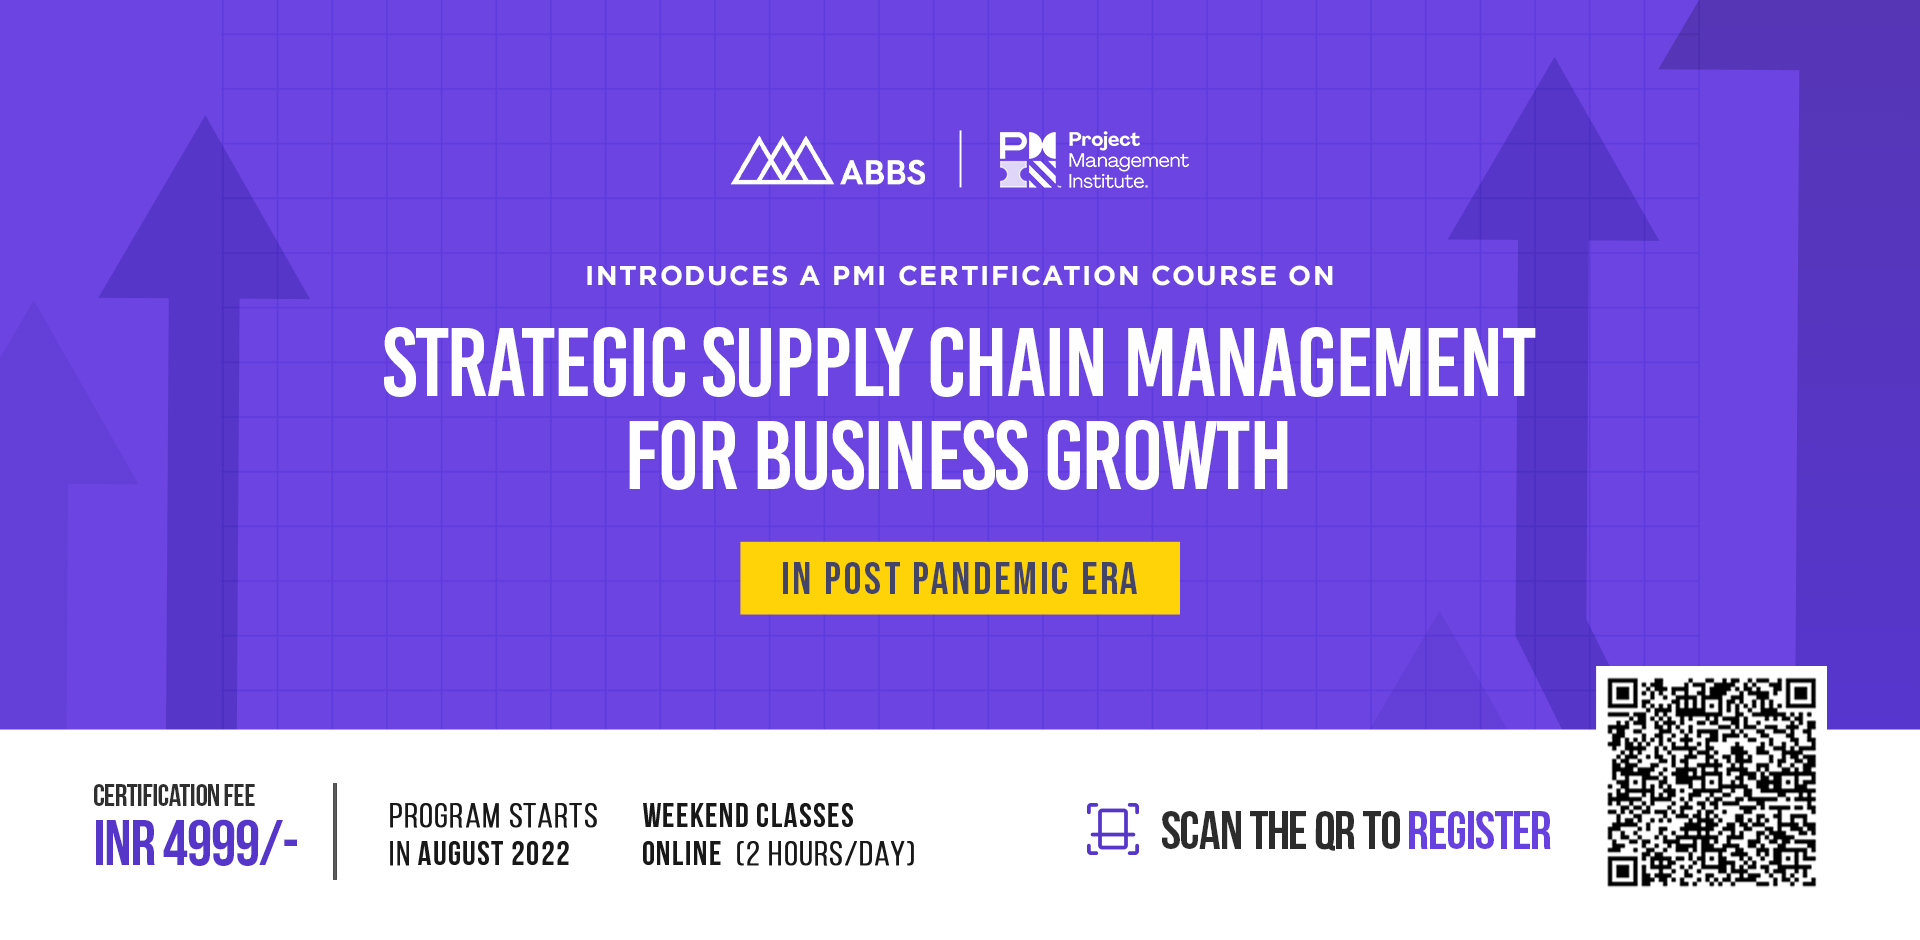 ABBS
Project
Management
Institute.
INTRODUCES A PMI CERTIFICATION COURSE ON
STRATEGIC SUPPLY CHAIN MANAGEMENT
FOR BUSINESS GROWTH
IN POST PANDEMIC ERA
CERTIFICATION FEE
INR 4999/-
PROGRAM STARTS
IN AUGUST 2022
WEEKEND CLASSES
ONLINE (2 HOURS/DAY)
SCAN THE QR TO REGISTER